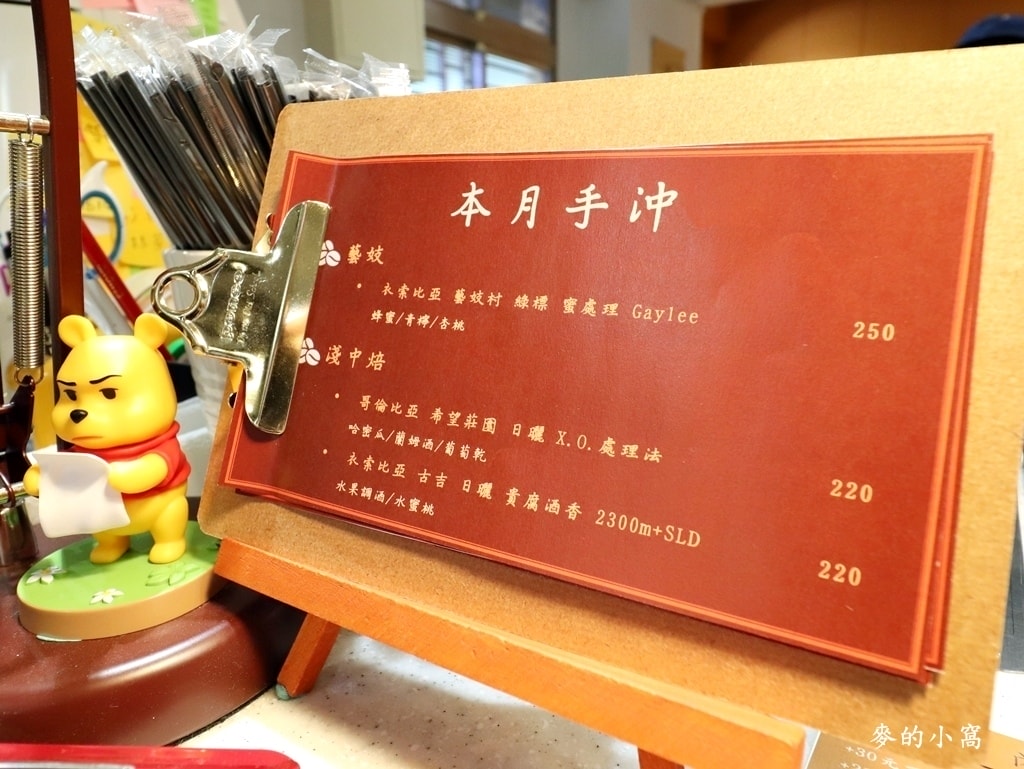 本月手沖
藝妓
• 衣索比亞 藝妓村 綠標 蜜處理 Gaylee
250
蜂蜜/青檸/杏桃
淺中焙
• 哥倫比亞 希望莊園 日曬 X.O.處理法
220
哈密瓜/蘭姆酒/葡萄乾
• 衣索比亞 古吉 日曬 貴腐酒香 2300m+SLD
220
水果調酒/水蜜桃
麥的小窩
+30元